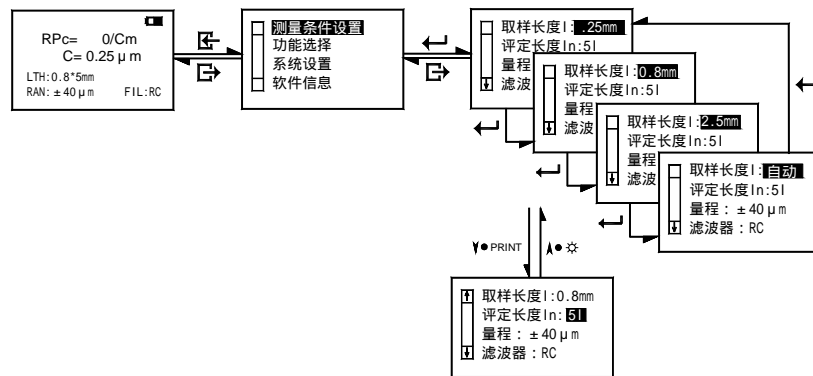 RPc= 0/Cm
C= 0.25 μm
LTH:0.8*5mm
RAN: ±40μm FIL:RC
测量条件设置
功能选择
系统设置
软件信息
取样长度l: .25mm
评定长度ln:5l
量程
滤波
取样长度l:0.8mm
评定长度ln:5l
量程
滤波
取样长度l:2.5mm
评定长度ln:5l
量程
滤波
取样长度l:自动
评定长度ln:5l
量程: ±40μm
滤波器:RC
PRINT
取样长度l:0.8mm
评定长度ln: 5l
量程: ±40μm
滤波器:RC